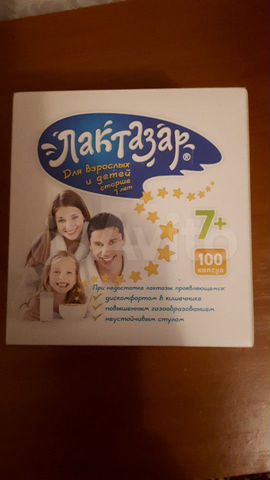 Лактазар®
Для взрослых
и детей
старше
7 лет
7+
100
капсул
Avito
При недостатке лактазы, проявляющемся:
дискомфортом в кишечнике
повышенным газообразованием
неустойчивым стулом